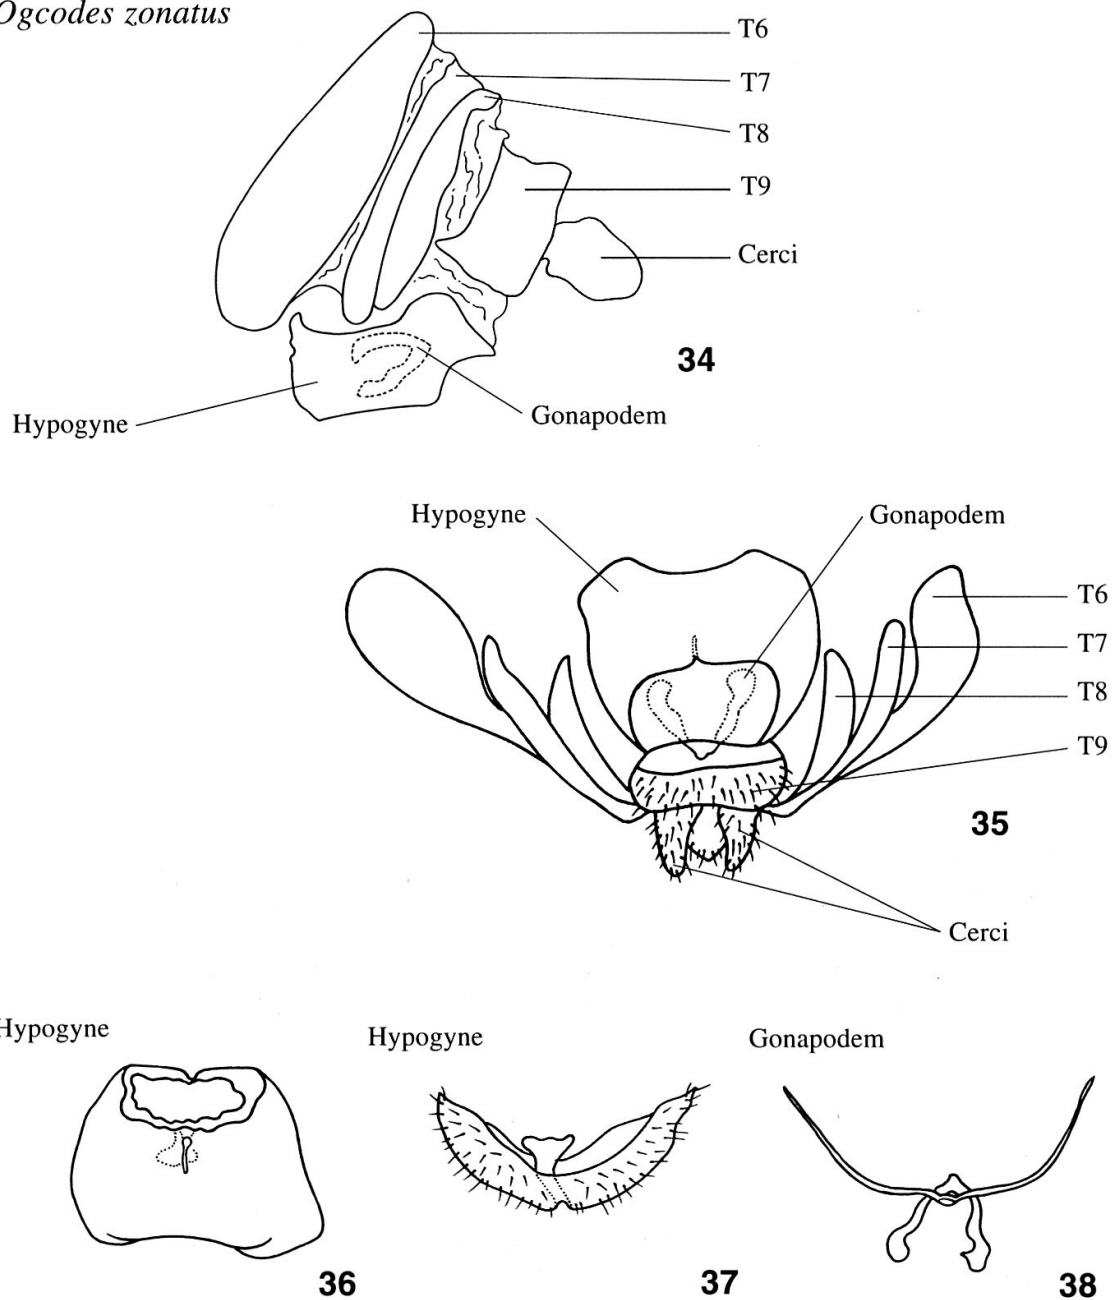 Ogcodes zonatus
T6
T7
T8
T9
Cerci
34
Hypogyne
Gonapodem
Hypogyne
Gonapodem
T6
T7
T8
T9
35
Cerci
Hypogyne
Hypogyne
Gonapodem
36
37
38